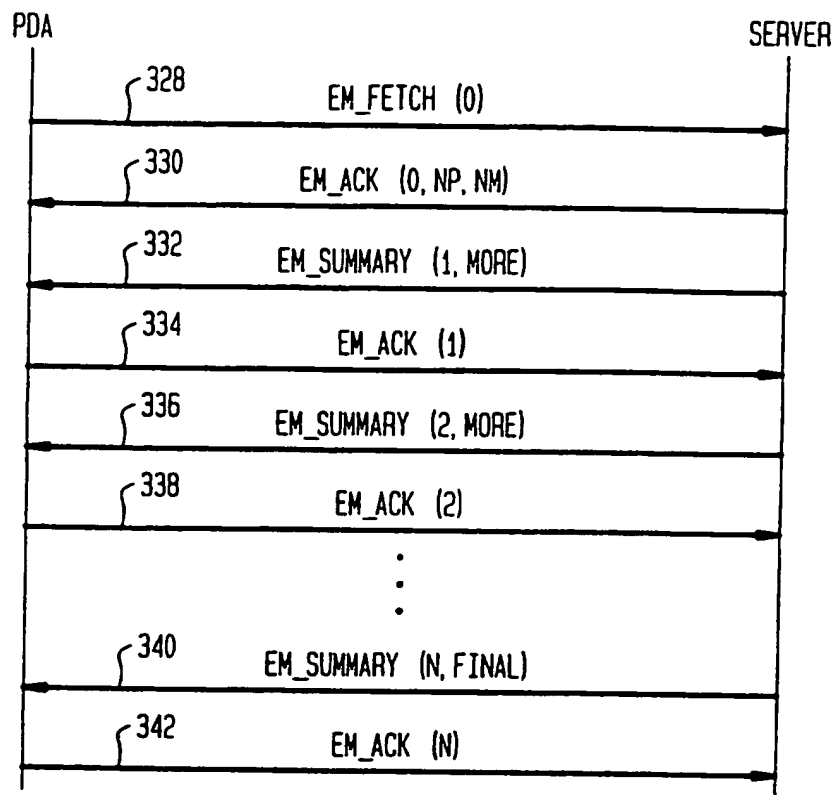 PDA
SERVER
328
EM_FETCH (0)
330
EM_ACK (0, NP, NM)
332
EM_SUMMARY (1, MORE)
334
EM_ACK (1)
336
EM_SUMMARY (2, MORE)
338
EM_ACK (2)
340
EM_SUMMARY (N, FINAL)
342
EM_ACK (N)